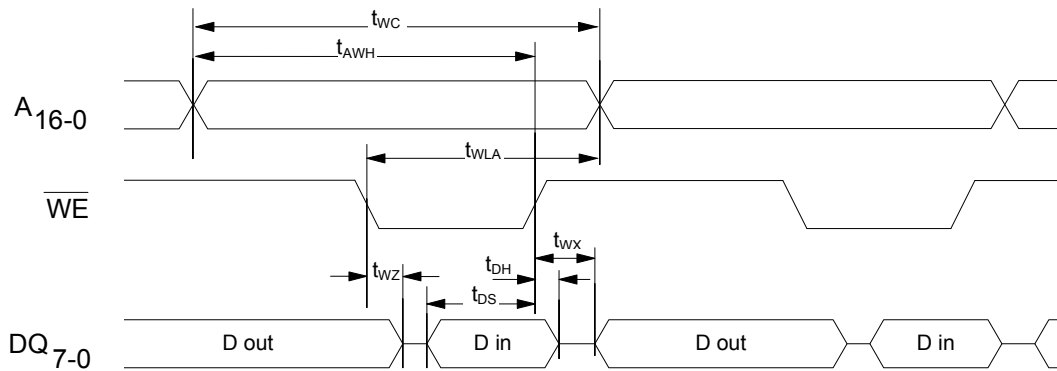 tWC
tAWH
A16-0
tWLA
WE
tWX
tWZ
tDH
tDS
DQ7-0
D out
D in
D out
D in